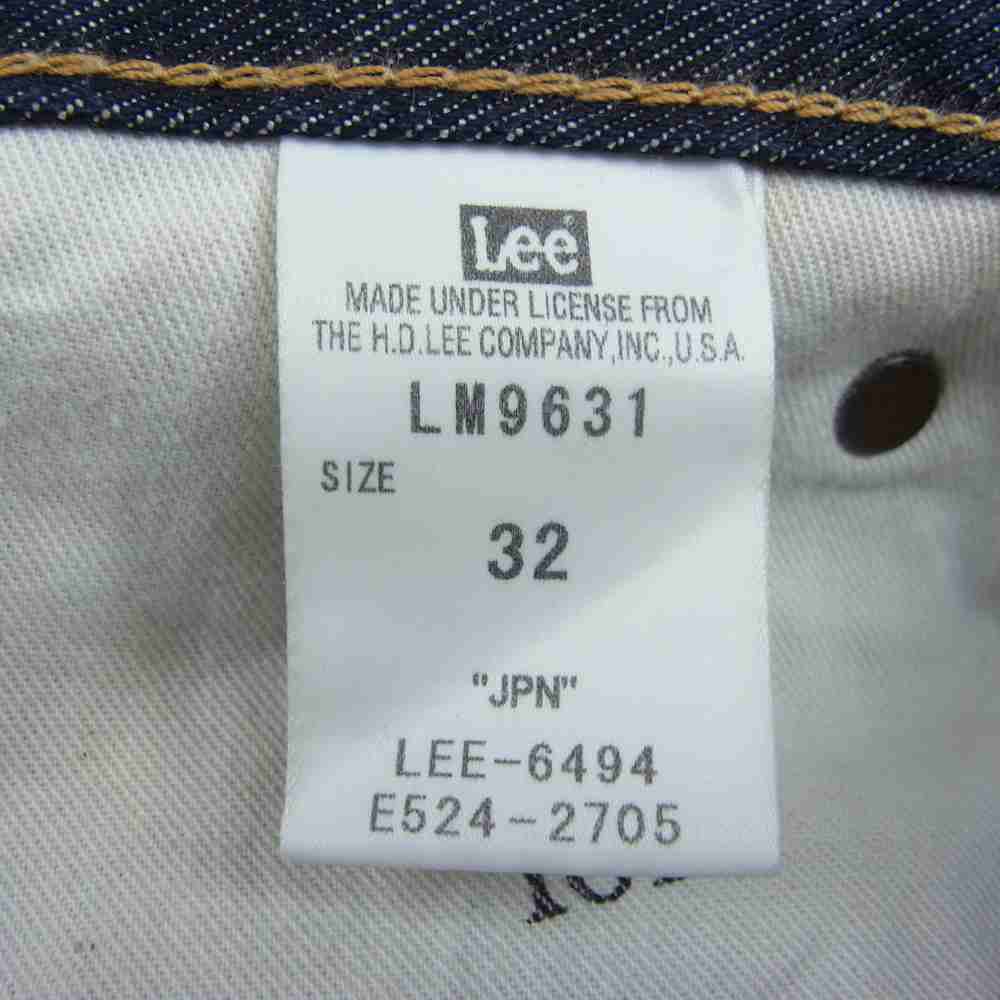 Lee®
MADE UNDER LICENSE FROM
THE H.D.LEE COMPANY,INC.,U.S.A.
LM9631
SIZE
32
"JPN"
LEE-6494
E524-2705